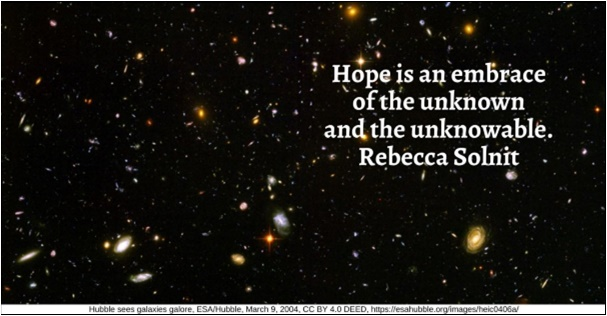 Hope is an embrace
of the unknown
and the unknowable.
Rebecca Solnit
Hubble sees galaxies galore, ESA/Hubble, March 9, 2004, CC BY 4.0 DEED, https://esahubble.org/images/heic0406a/